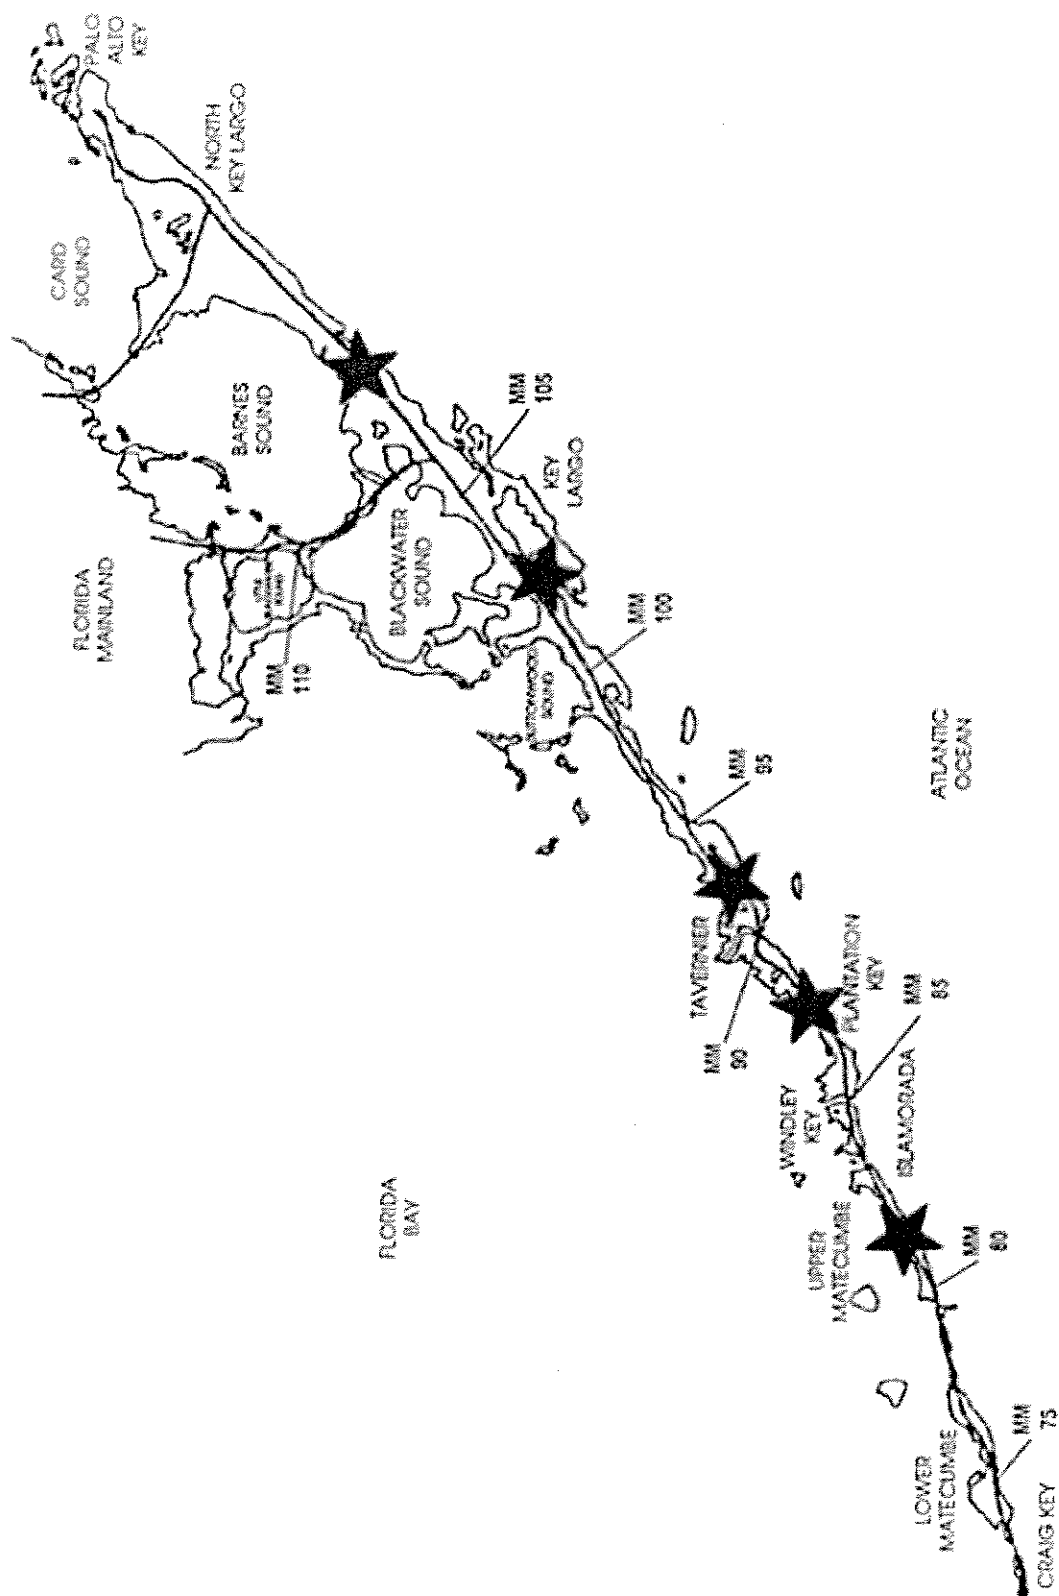 PALO
ALTO
KEY
NORTH
KEY LARGO
CARD
SOUND
BARNES
SOUND
MM
105
KEY
LARGO
FLORIDA
MAINLAND
BLACKWATER
SOUND
MM
110
MM
100
SOUND
MM
95
ATLANTIC
OCEAN
TAVERNIER
PLANTATION
KEY
MM
90
MM
85
WINDLEY
KEY
ISLAMORADA
FLORIDA
BAY
UPPER
MATECUMBE
MM
80
LOWER
MATECUMBE
MM
75
CRAIG KEY